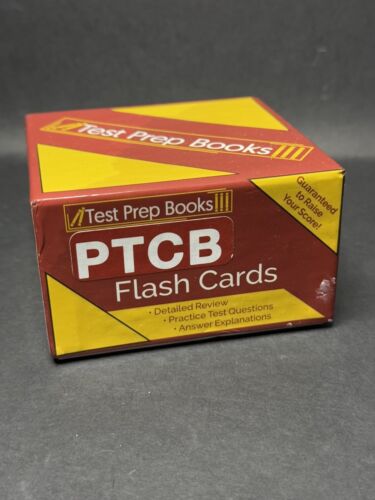 Test Prep Books
Test Prep Books
PTCB
Flash Cards
• Detailed Review
• Practice Test Questions
• Answer Explanations
Guaranteed
to Raise
Your Score!